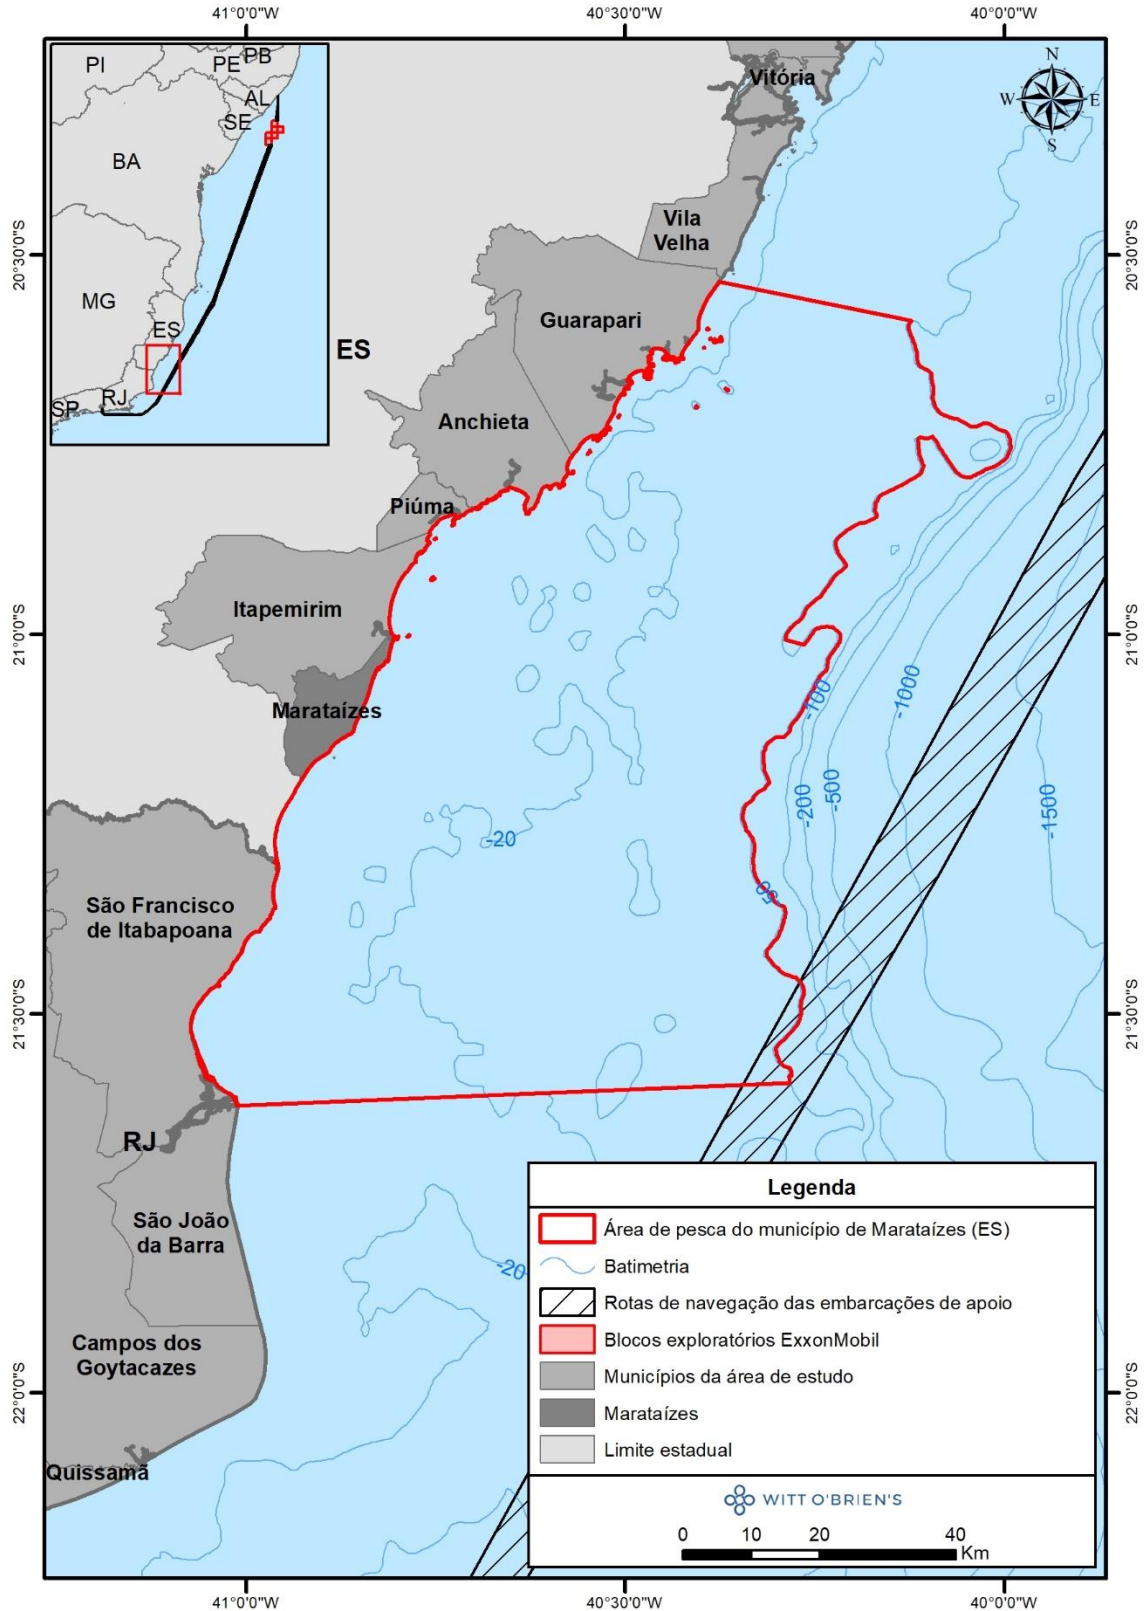 41°0'0"W
40°30'0"W
40°0'0"W
PI
PE
PB
AL
SE
BA
MG
ES
RJ
SP
N
W
E
S
Vitória
20°30'0"S
20°30'0"S
Vila
Velha
Guarapari
ES
Anchieta
Piúma
Itapemirim
21°0'0"S
21°0'0"S
Marataízes
-100
-1000
-200
-500
-1500
-20
-50
São Francisco
de Itabapoana
21°30'0"S
21°30'0"S
RJ
São João
da Barra
-20
Campos dos
Goytacazes
22°0'0"S
22°0'0"S
Quissamã
Legenda
Área de pesca do município de Marataízes (ES)
Batimetria
Rotas de navegação das embarcações de apoio
Blocos exploratórios ExxonMobil
Municípios da área de estudo
Marataízes
Limite estadual
WITT O'BRIEN'S
0 10 20 40
Km
41°0'0"W
40°30'0"W
40°0'0"W